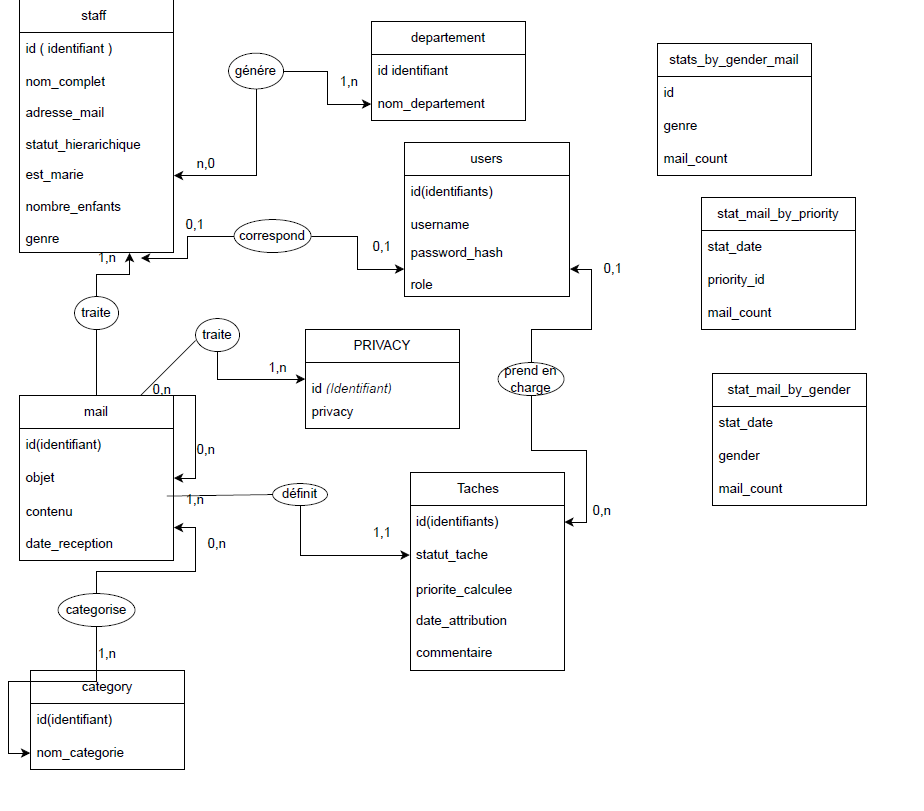 staff
id ( identifiant )
nom_complet
adresse_mail
statut_hierarichique
est_marie
nombre_enfants
genre
génére
1,n
n,0
departement
id identifiant
nom_departement
stats_by_gender_mail
id
genre
mail_count
users
id(identifiants)
username
password_hash
role
0,1
correspond
0,1
stat_mail_by_priority
stat_date
priority_id
mail_count
1,n
traite
traite
0,n
1,n
PRIVACY
id (Identifiant)
privacy
0,1
prend en
charge
0,n
stat_mail_by_gender
stat_date
gender
mail_count
mail
id(identifiant)
objet
contenu
date_reception
0,n
1,n
définit
1,1
Taches
id(identifiants)
statut_tache
priorite_calculee
date_attribution
commentaire
0,n
categorise
1,n
category
id(identifiant)
nom_categorie